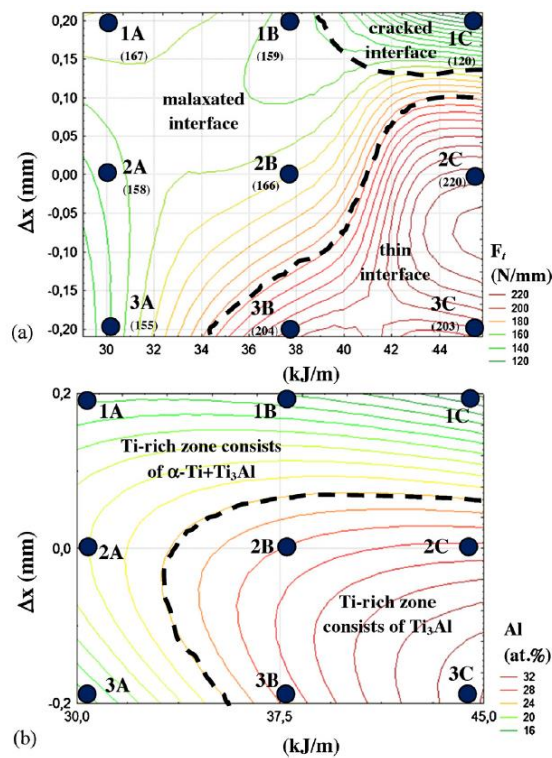 0,20
1A
(167)
1B
(159)
cracked
interface
1C
(120)
0,15
malaxated
interface
0,10
0,05
2A
(158)
2B
(166)
2C
(220)
0,00
-0,05
-0,10
-0,15
-0,20
Δx (mm)
thin
interface
3A
(155)
3B
(204)
3C
(203)
Ft
(N/mm)
220
200
180
160
140
120
(a)
30 32 34 36 38 40 42 44
(kJ/m)
0,2
1A
1B
1C
Ti-rich zone consists
of α-Ti+Ti3Al
0,0
2A
2B
2C
Δx (mm)
Ti-rich zone
consists of Ti3Al
3A
3B
3C
-0,2
Al
(at.%)
32
28
24
20
16
30,0 37,5 45,0
(b)
(kJ/m)